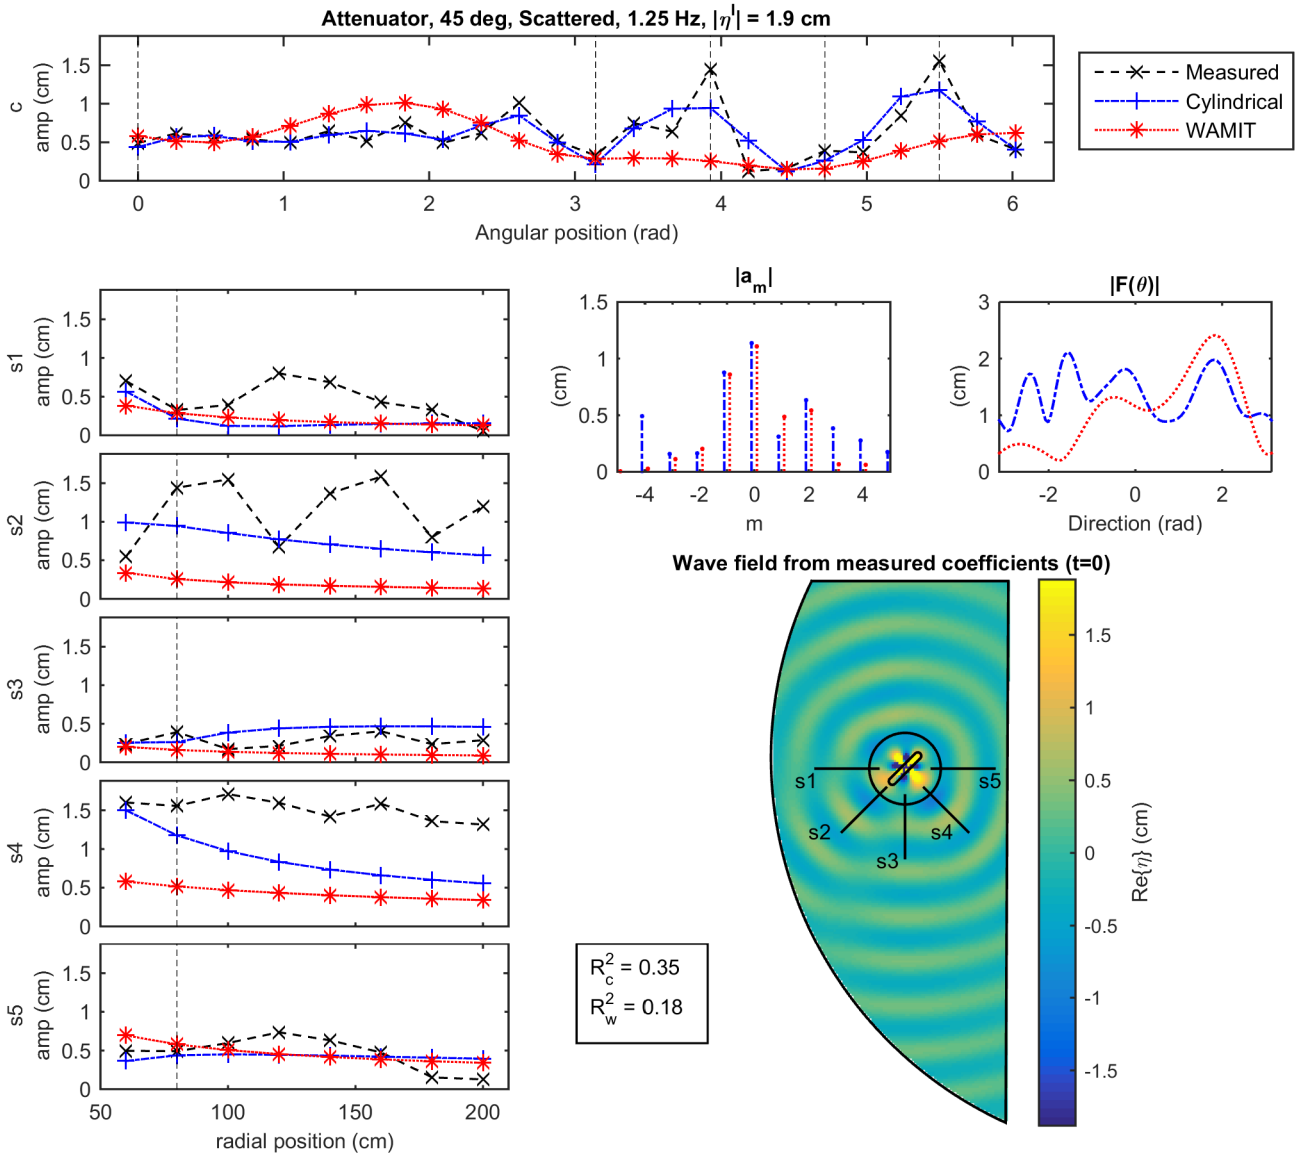 Attenuator, 45 deg, Scattered, 1.25 Hz, |η^I| = 1.9 cm
c
amp (cm)
1.5
1
0.5
0
0 1 2 3 4 5 6
Angular position (rad)
Measured
Cylindrical
WAMIT
s1
amp (cm)
1.5
1
0.5
0
s2
amp (cm)
1.5
1
0.5
0
s3
amp (cm)
1.5
1
0.5
0
s4
amp (cm)
1.5
1
0.5
0
s5
amp (cm)
1.5
1
0.5
0
50 100 150 200
radial position (cm)
|a_m|
(cm)
1.5
1
0.5
0
-4 -2 0 2 4
m
|F(θ)|
(cm)
3
2
1
0
-2 0 2
Direction (rad)
R_c^2 = 0.35
R_w^2 = 0.18
Wave field from measured coefficients (t=0)
s1
s5
s2
s4
s3
1.5
1
0.5
0
-0.5
-1
-1.5
Re{η} (cm)